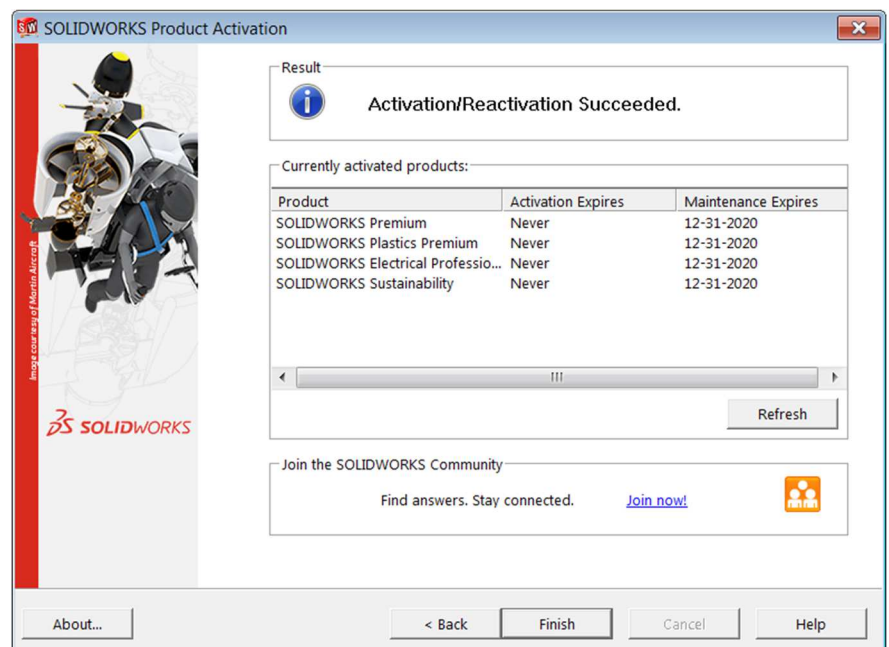 SOLIDWORKS Product Activation
Result
Activation/Reactivation Succeeded.
Currently activated products:
Product Activation Expires Maintenance Expires
SOLIDWORKS Premium Never 12-31-2020
SOLIDWORKS Plastics Premium Never 12-31-2020
SOLIDWORKS Electrical Professio... Never 12-31-2020
SOLIDWORKS Sustainability Never 12-31-2020
Refresh
Image courtesy of Martin Aircraft
SOLIDWORKS
Join the SOLIDWORKS Community
Find answers. Stay connected. Join now!
About... < Back Finish Cancel Help